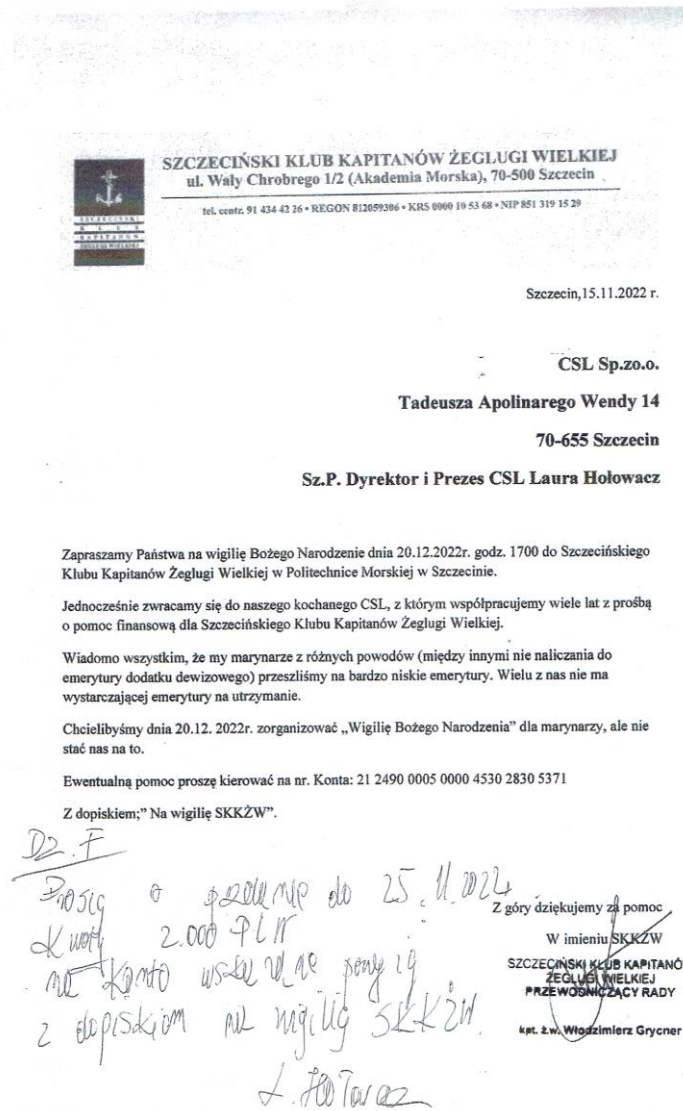 SZCZECIŃSKI
KLUB
KAPITANÓW
ŻEGLUGI WIELKIEJ
SZCZECIŃSKI KLUB KAPITANÓW ŻEGLUGI WIELKIEJ
ul. Wały Chrobrego 1/2 (Akademia Morska), 70-500 Szczecin
tel. centr. 91 434 42 26 • REGON 812059306 • KRS 0000 10 53 68 • NIP 851 319 15 29
Szczecin,15.11.2022 r.
CSL Sp.zo.o.
Tadeusza Apolinarego Wendy 14
70-655 Szczecin
Sz.P. Dyrektor i Prezes CSL Laura Hołowacz
Zapraszamy Państwa na wigilię Bożego Narodzenie dnia 20.12.2022r. godz. 1700 do Szczecińskiego
Klubu Kapitanów Żeglugi Wielkiej w Politechnice Morskiej w Szczecinie.
Jednocześnie zwracamy się do naszego kochanego CSL, z którym współpracujemy wiele lat z prośbą
o pomoc finansową dla Szczecińskiego Klubu Kapitanów Żeglugi Wielkiej.
Wiadomo wszystkim, że my marynarze z różnych powodów (między innymi nie naliczania do
emerytury dodatku dewizowego) przeszliśmy na bardzo niskie emerytury. Wielu z nas nie ma
wystarczającej emerytury na utrzymanie.
Chcielibyśmy dnia 20.12. 2022r. zorganizować „Wigilię Bożego Narodzenia” dla marynarzy, ale nie
stać nas na to.
Ewentualną pomoc proszę kierować na nr. Konta: 21 2490 0005 0000 4530 2830 5371
Z dopiskiem;” Na wigilię SKKŻW”.
Dz. F
Proszę o przelanie do 25.11.2022
kwoty 2.000 PLN
na konto wskazane powyżej
z dopiskiem na wigilię SKKŻW
L. Hołowacz
Z góry dziękujemy za pomoc
W imieniu SKKŻW
SZCZECIŃSKI KLUB KAPITANÓ
ŻEGLUGI WIELKIEJ
PRZEWODNICZĄCY RADY
kpt. ż.w. Włodzimierz Grycner